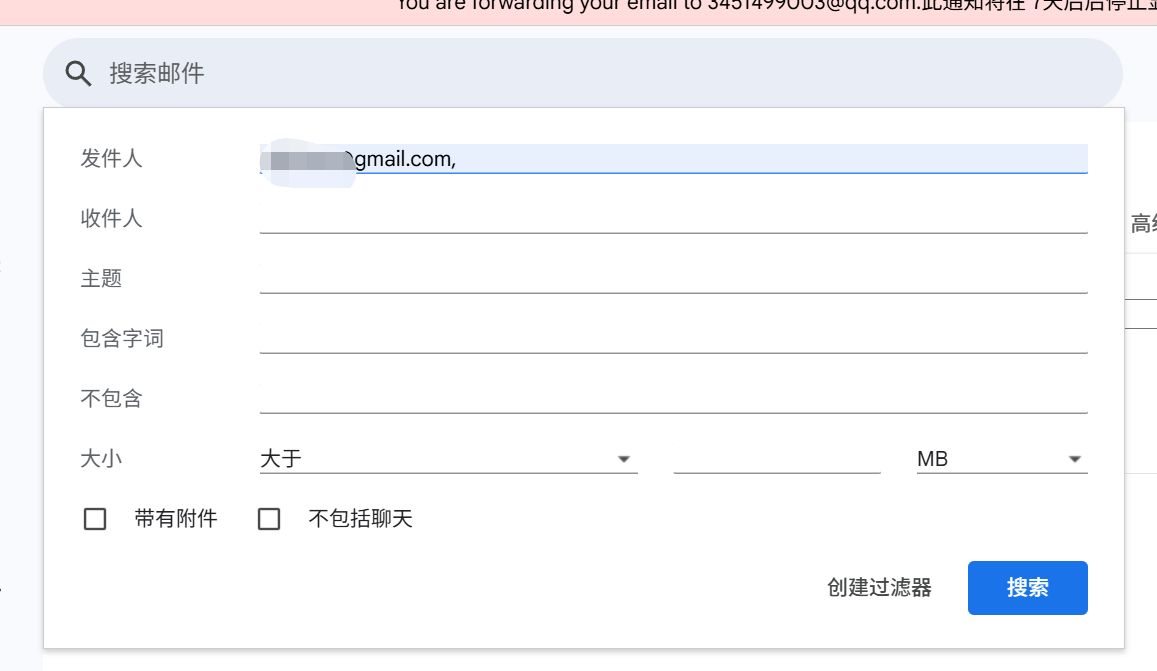 You are forwarding your email to 3451499003@qq.com.此通知将在 7天后后停止
搜索邮件
发件人 @gmail.com,
收件人
高
主题
包含字词
不包含
大小 大于 MB
带有附件 不包括聊天
创建过滤器 搜索